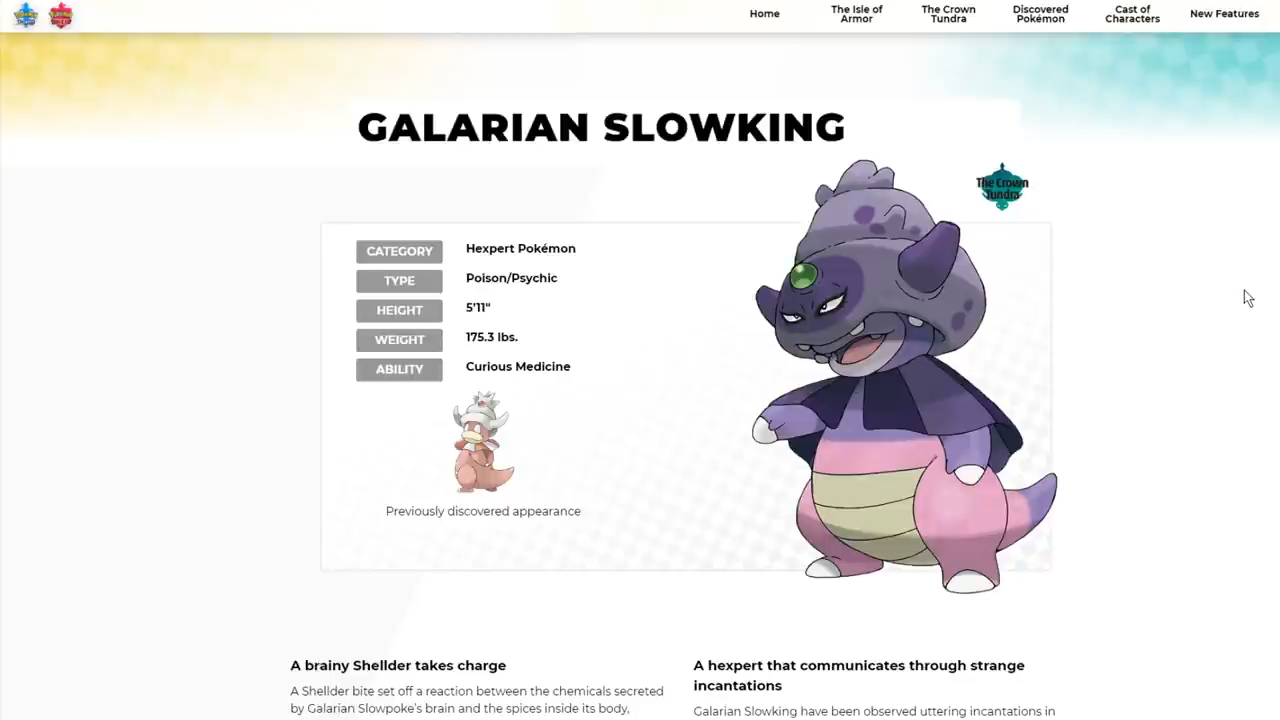 Home
The Isle of
Armor
The Crown
Tundra
Discovered
Pokémon
Cast of
Characters
New Features
GALARIAN SLOWKING
The Crown
Tundra
CATEGORY Hexpert Pokémon
TYPE Poison/Psychic
HEIGHT 5'11"
WEIGHT 175.3 lbs.
ABILITY Curious Medicine
Previously discovered appearance
A brainy Shellder takes charge
A Shellder bite set off a reaction between the chemicals secreted
by Galarian Slowpoke's brain and the spices inside its body,
A hexpert that communicates through strange
incantations
Galarian Slowking have been observed uttering incantations in